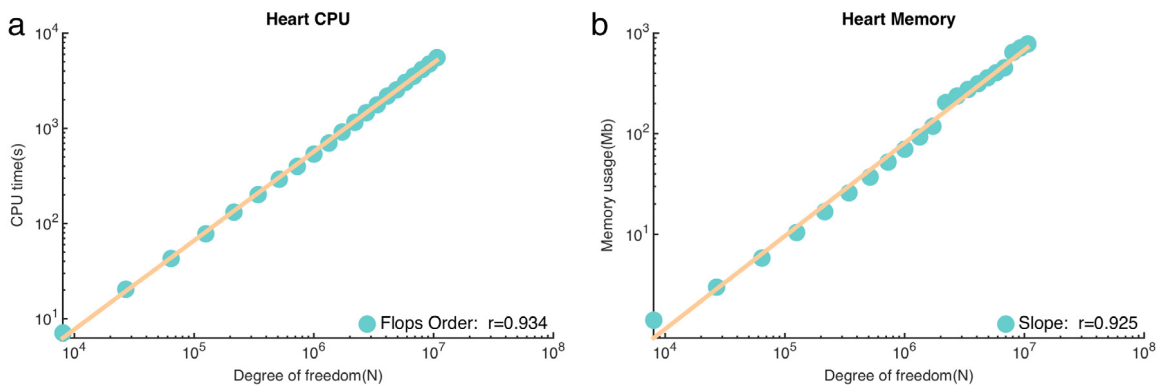 a
Heart CPU
CPU time(s)
10^4
10^3
10^2
10^1
Flops Order: r=0.934
10^4 10^5 10^6 10^7 10^8
Degree of freedom(N)
b
Heart Memory
Memory usage(Mb)
10^3
10^2
10^1
Slope: r=0.925
10^4 10^5 10^6 10^7 10^8
Degree of freedom(N)